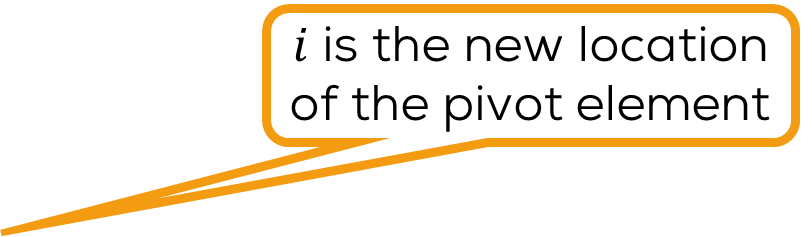 i is the new location
of the pivot element